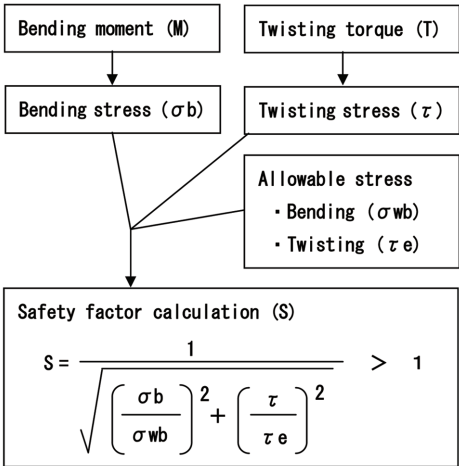 Bending moment (M)
Twisting torque (T)
Bending stress (σb)
Twisting stress (τ)
Allowable stress
・Bending (σwb)
・Twisting (τe)
Safety factor calculation (S)
S = 1 / √((σb/σwb)² + (τ/τe)²) > 1